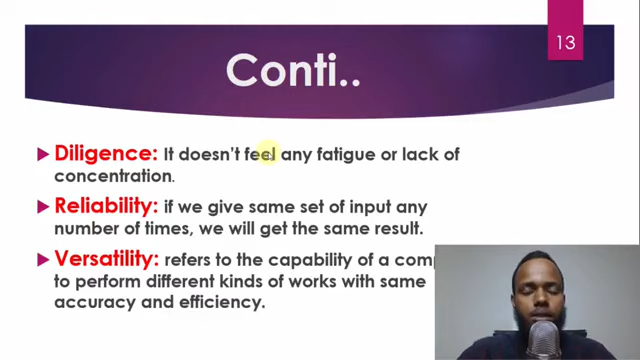 13
Conti..
Diligence: It doesn't feel any fatigue or lack of
concentration.
Reliability: if we give same set of input any
number of times, we will get the same result.
Versatility: refers to the capability of a
to perform different kinds of works with same
accuracy and efficiency.